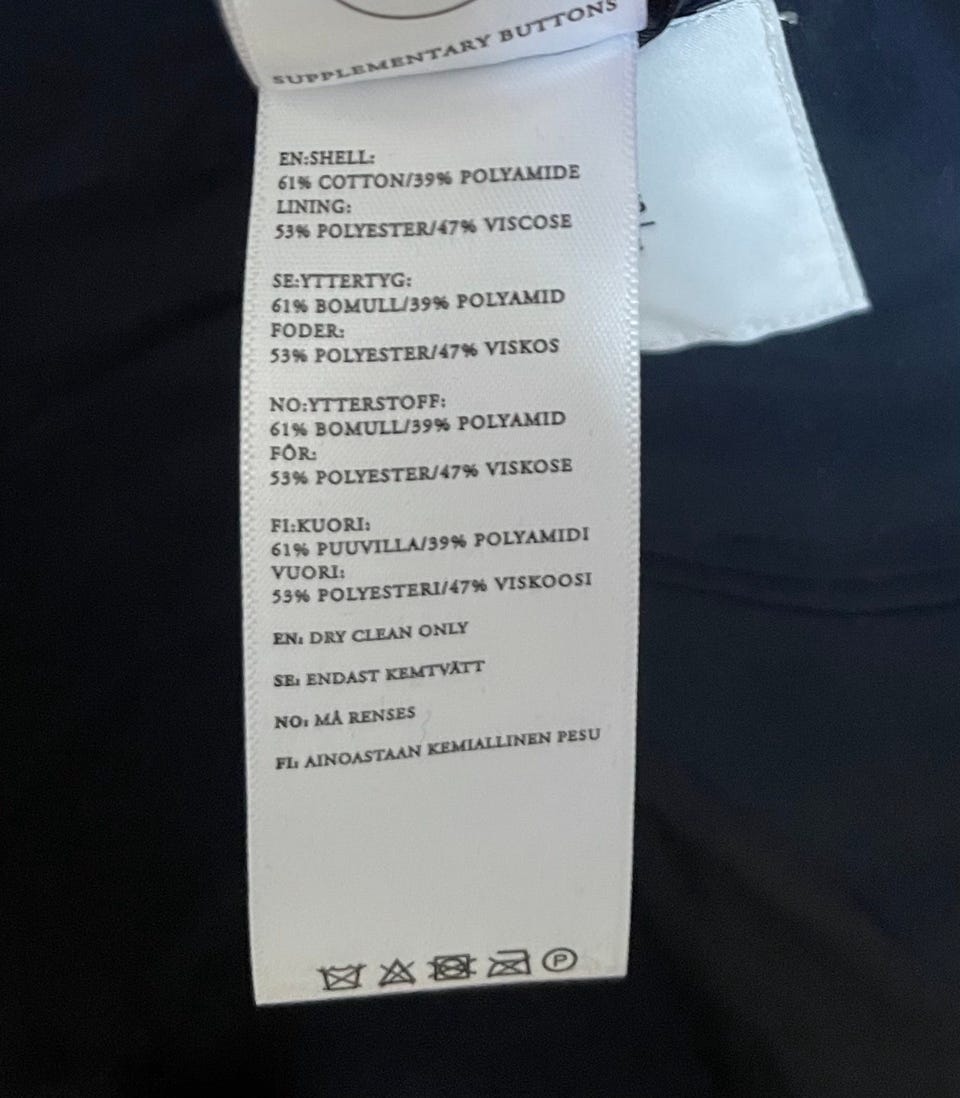 SUPPLEMENTARY BUTTONS
EN:SHELL:
61% COTTON/39% POLYAMIDE
LINING:
53% POLYESTER/47% VISCOSE
SE:YTTERTYG:
61% BOMULL/39% POLYAMID
FODER:
53% POLYESTER/47% VISKOS
NO:YTTERSTOFF:
61% BOMULL/39% POLYAMID
FÔR:
53% POLYESTER/47% VISKOSE
FI:KUORI:
61% PUUVILLA/39% POLYAMIDI
VUORI:
53% POLYESTERI/47% VISKOOSI
EN: DRY CLEAN ONLY
SE: ENDAST KEMTVÄTT
NO: MÅ RENSES
FI: AINOASTAAN KEMIALLINEN PESU
P